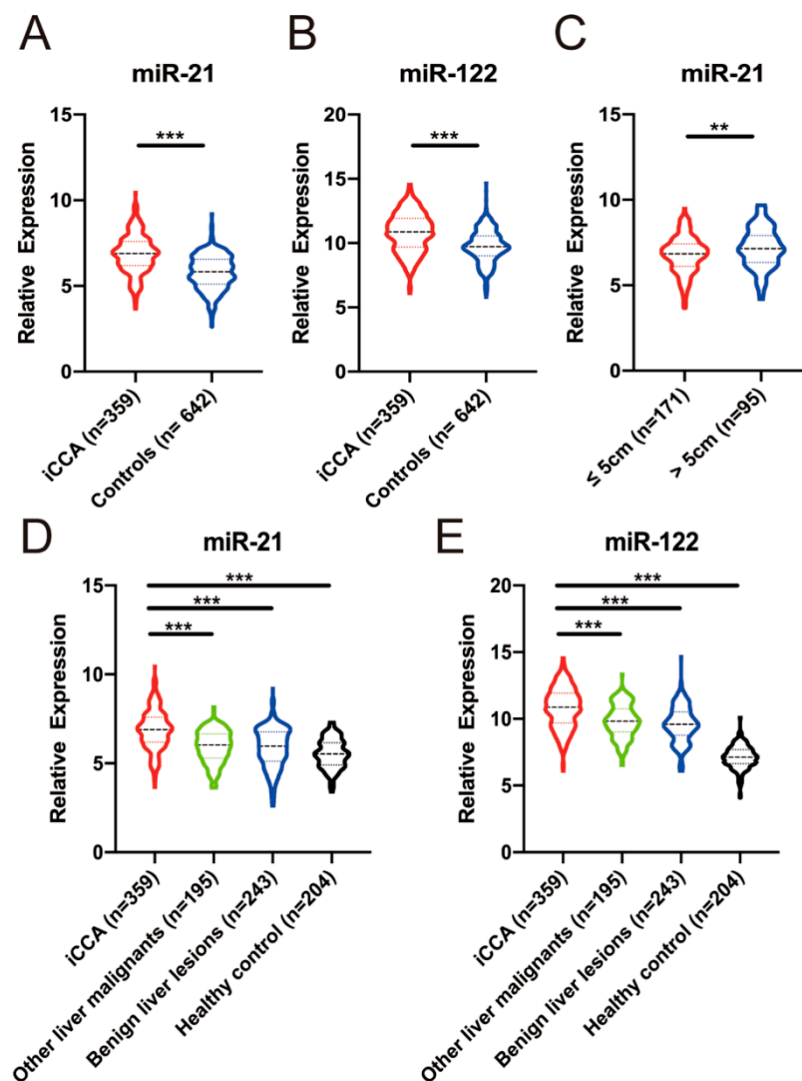 A
B
C
miR-21
miR-122
miR-21
15
10
5
0
Relative Expression
***
iCCA (n=359)
Controls (n= 642)
20
15
10
5
0
Relative Expression
***
iCCA (n=359)
Controls (n= 642)
15
10
5
0
Relative Expression
**
≤ 5cm (n=171)
> 5cm (n=95)
D
E
miR-21
miR-122
15
10
5
0
Relative Expression
***
***
***
iCCA (n=359)
Other liver malignants (n=195)
Benign liver lesions (n=243)
Healthy control (n=204)
20
15
10
5
0
Relative Expression
***
***
***
iCCA (n=359)
Other liver malignants (n=195)
Benign liver lesions (n=243)
Healthy control (n=204)